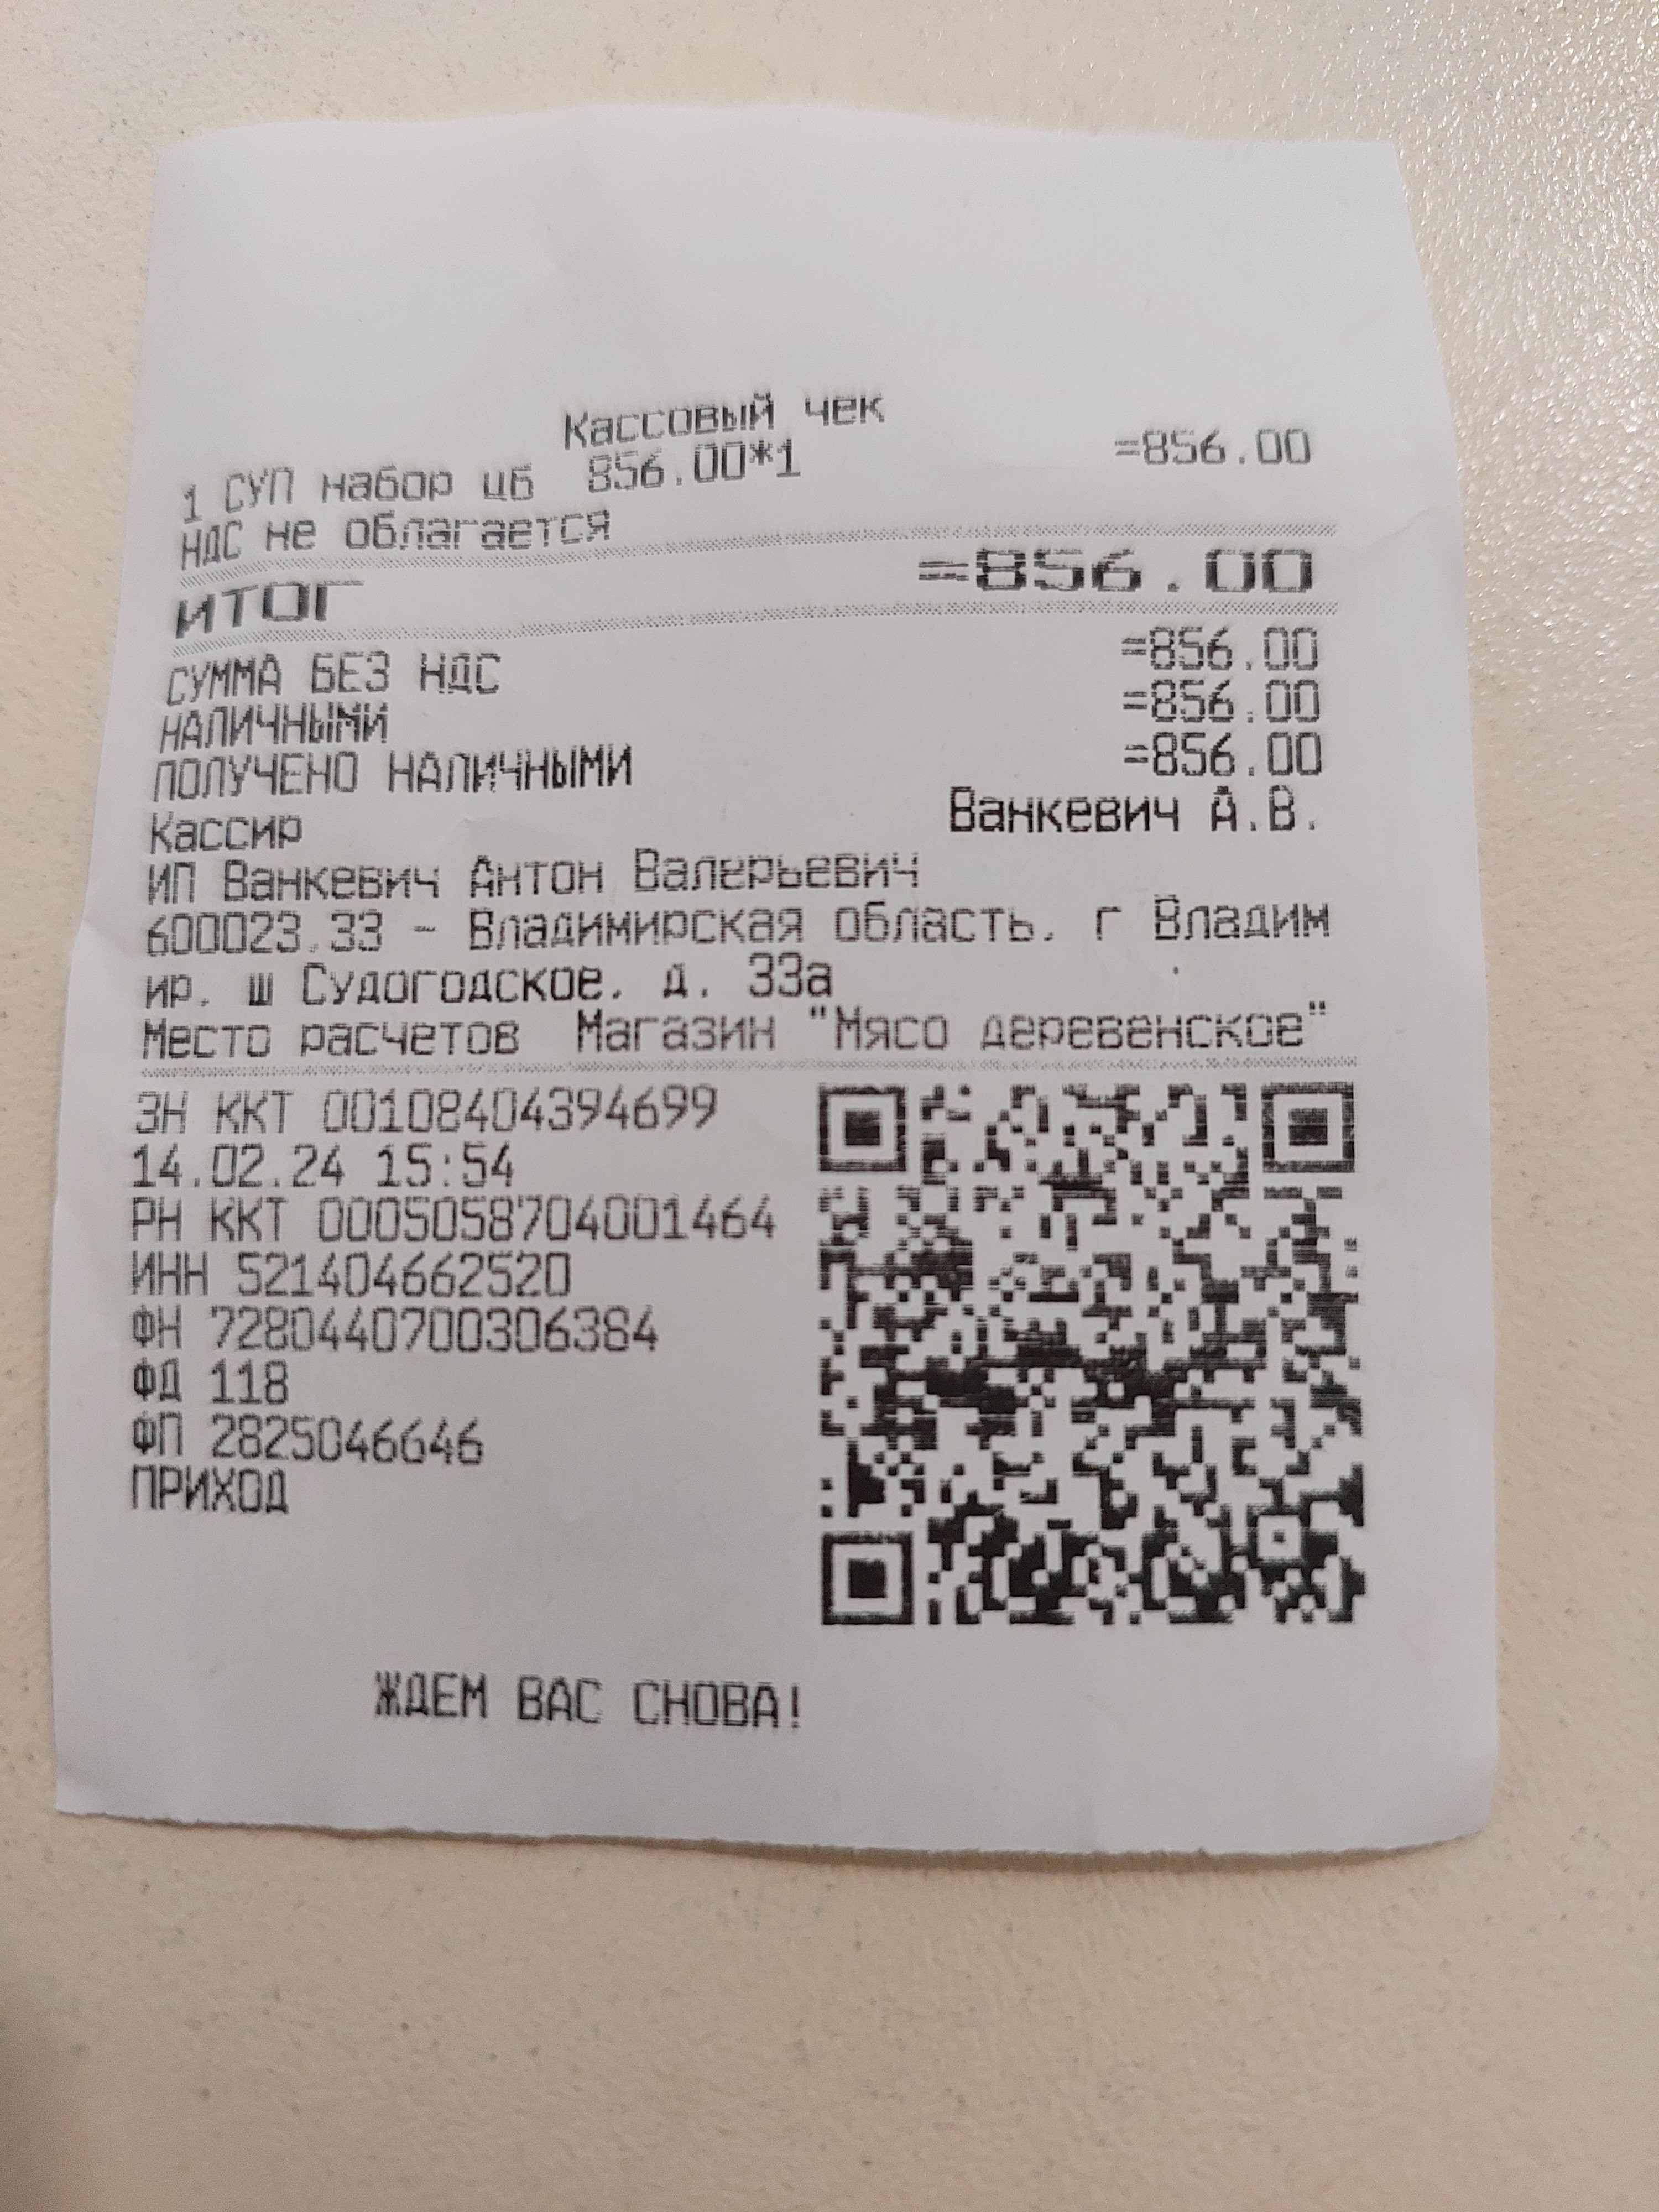 Кассовый чек
1 СУП набор цб 856.00*1 =856.00
НДС не облагается
ИТОГ =856.00
СУММА БЕЗ НДС =856.00
НАЛИЧНЫМИ =856.00
ПОЛУЧЕНО НАЛИЧНЫМИ =856.00
Кассир Ванкевич А.В.
ИП Ванкевич Антон Валерьевич
600023,33 - Владимирская область, г Владим
ир, ш Судогодское, д. 33а
Место расчетов Магазин "Мясо деревенское"
ЗН ККТ 00108404394699
14.02.24 15:54
РН ККТ 0005058704001464
ИНН 521404662520
ФН 7280440700306384
ФД 118
ФП 2825046646
ПРИХОД
ЖДЕМ ВАС СНОВА!